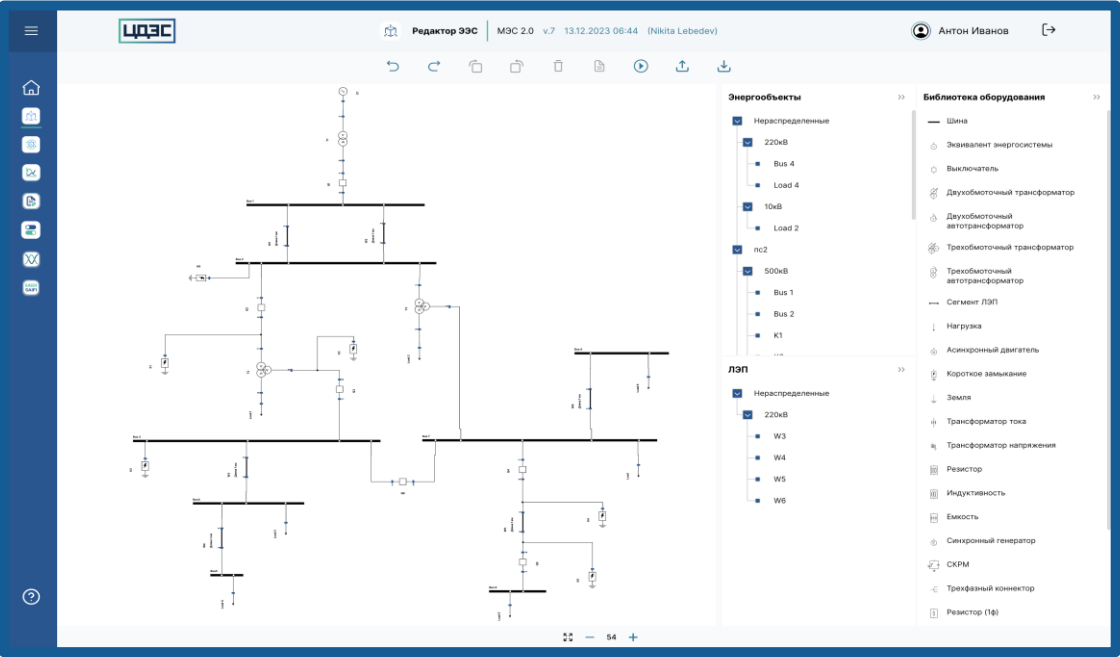 ЦДЭС
Редактор ЭЭС
МЭС 2.0 v.7 13.12.2023 06:44 (Nikita Lebedev)
Антон Иванов
Энергообъекты
Нераспределенные
220кВ
Bus 4
Load 4
10кВ
Load 2
пс2
500кВ
Bus 1
Bus 2
K1
ЛЭП
Нераспределенные
220кВ
W3
W4
W5
W6
Библиотека оборудования
Шина
Эквивалент энергосистемы
Выключатель
Двухобмоточный трансформатор
Двухобмоточный
автотрансформатор
Трехобмоточный трансформатор
Трехобмоточный
автотрансформатор
Сегмент ЛЭП
Нагрузка
Асинхронный двигатель
Короткое замыкание
Земля
Трансформатор тока
Трансформатор напряжения
Резистор
Индуктивность
Емкость
Синхронный генератор
СКРМ
Трехфазный коннектор
Резистор (1ф)
54